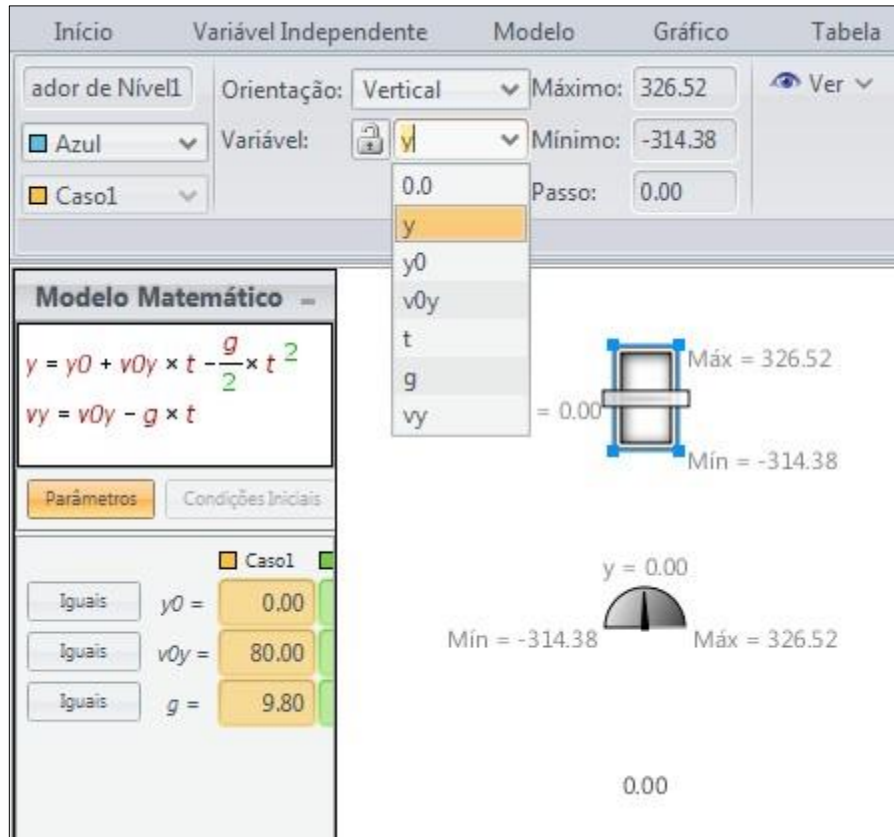 Início Variável Independente Modelo Gráfico Tabela
ador de Nível1 Orientação: Vertical Máximo: 326.52 Ver
Azul Variável: y Mínimo: -314.38
Caso1 Passo: 0.00
0.0
y
y0
v0y
t
g
vy
Modelo Matemático
y = y0 + v0y × t - g/2 × t 2
vy = v0y - g × t
Parâmetros Condições Iniciais
Caso1
Iguais y0 = 0.00
Iguais v0y = 80.00
Iguais g = 9.80
Máx = 326.52
= 0.00
Mín = -314.38
y = 0.00
Mín = -314.38 Máx = 326.52
0.00